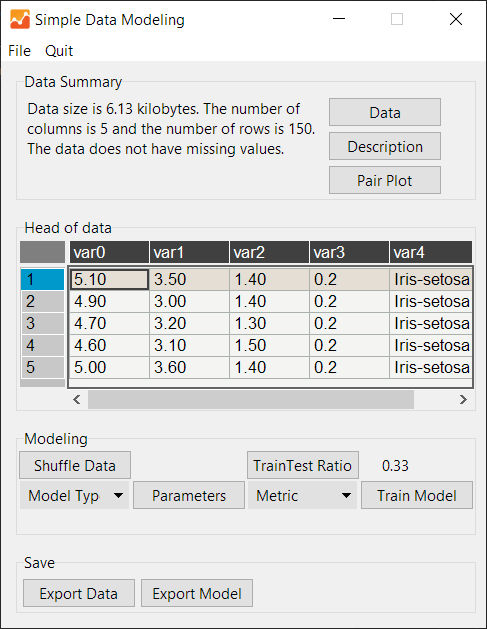 Simple Data Modeling
File Quit
Data Summary
Data size is 6.13 kilobytes. The number of
columns is 5 and the number of rows is 150.
The data does not have missing values.
Data
Description
Pair Plot
Head of data
var0 var1 var2 var3 var4
1 5.10 3.50 1.40 0.2 Iris-setosa
2 4.90 3.00 1.40 0.2 Iris-setosa
3 4.70 3.20 1.30 0.2 Iris-setosa
4 4.60 3.10 1.50 0.2 Iris-setosa
5 5.00 3.60 1.40 0.2 Iris-setosa
Modeling
Shuffle Data TrainTest Ratio 0.33
Model Typ Parameters Metric Train Model
Save
Export Data Export Model